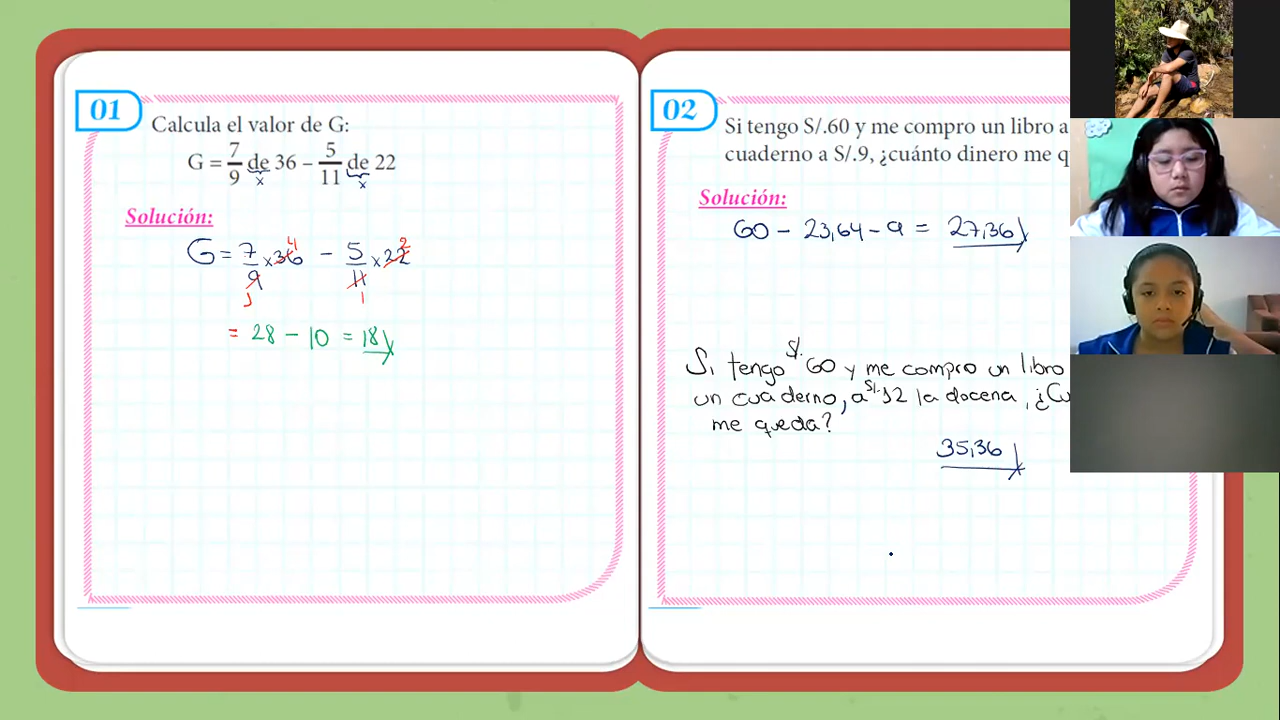 01
Calcula el valor de G:
G = 7/9 de 36 − 5/11 de 22
x x
Solución:
4 2
G = 7/9 x 36 − 5/11 x 22
1 1
= 28 − 10 = 18
02
Si tengo S/.60 y me compro un libro a
cuaderno a S/.9, ¿cuánto dinero me q
Solución:
60 − 23,64 − 9 = 27,36
Si tengo S/. 60 y me compro un libro
un cuaderno, a S/. 12 la docena, ¿Cu
me queda?
35,36